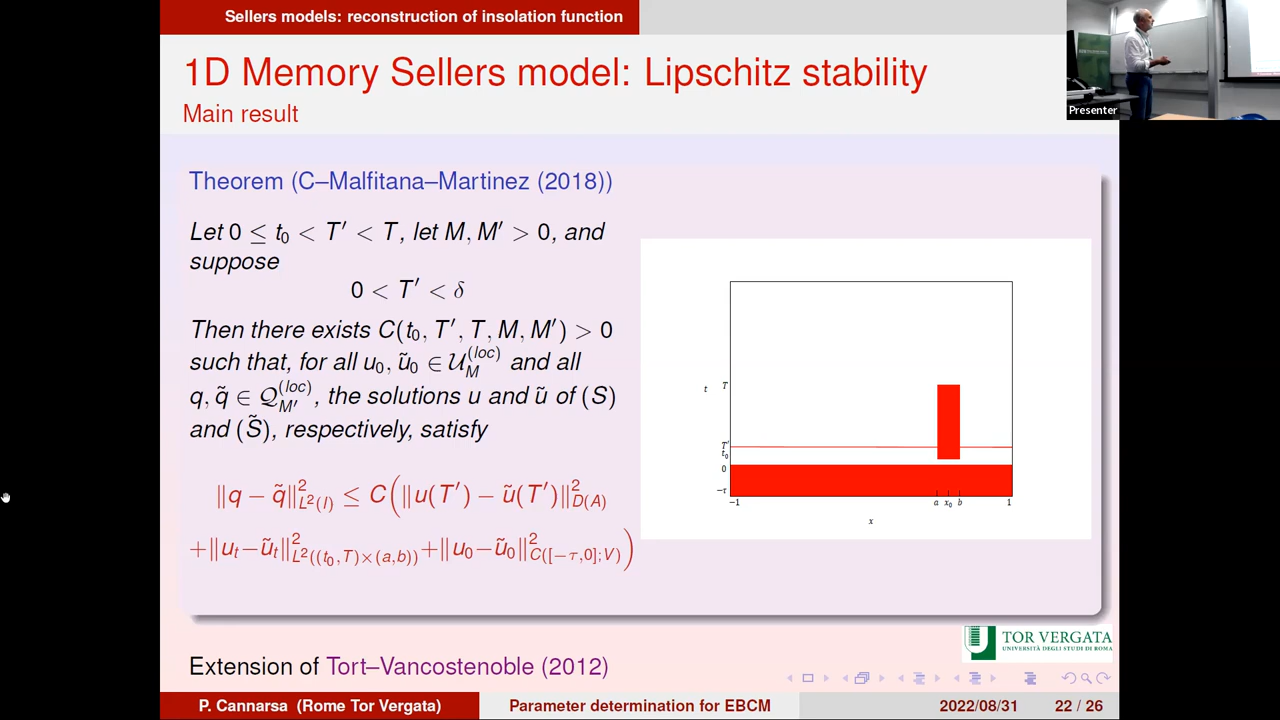 Sellers models: reconstruction of insolation function
1D Memory Sellers model: Lipschitz stability
Main result
Presenter
Theorem (C–Malfitana–Martinez (2018))
Let 0 ≤ t₀ < T′ < T, let M, M′ > 0, and
suppose
0 < T′ < δ
Then there exists C(t₀, T′, T, M, M′) > 0
such that, for all u₀, ũ₀ ∈ 𝒰_M^(loc) and all
q, q̃ ∈ 𝒬_M′^(loc), the solutions u and ũ of (S)
and (S̃), respectively, satisfy
‖q − q̃‖²_L²(I) ≤ C(‖u(T′) − ũ(T′)‖²_D(A)
+‖uₜ−ũₜ‖²_L²((t₀,T)×(a,b))+‖u₀−ũ₀‖²_C([−τ,0];V))
t
T
T′
t₀
0
−τ
−1
a x₀ b
1
x
TOR VERGATA
UNIVERSITÀ DEGLI STUDI DI ROMA
Extension of Tort–Vancostenoble (2012)
P. Cannarsa (Rome Tor Vergata)
Parameter determination for EBCM
2022/08/31
22 / 26